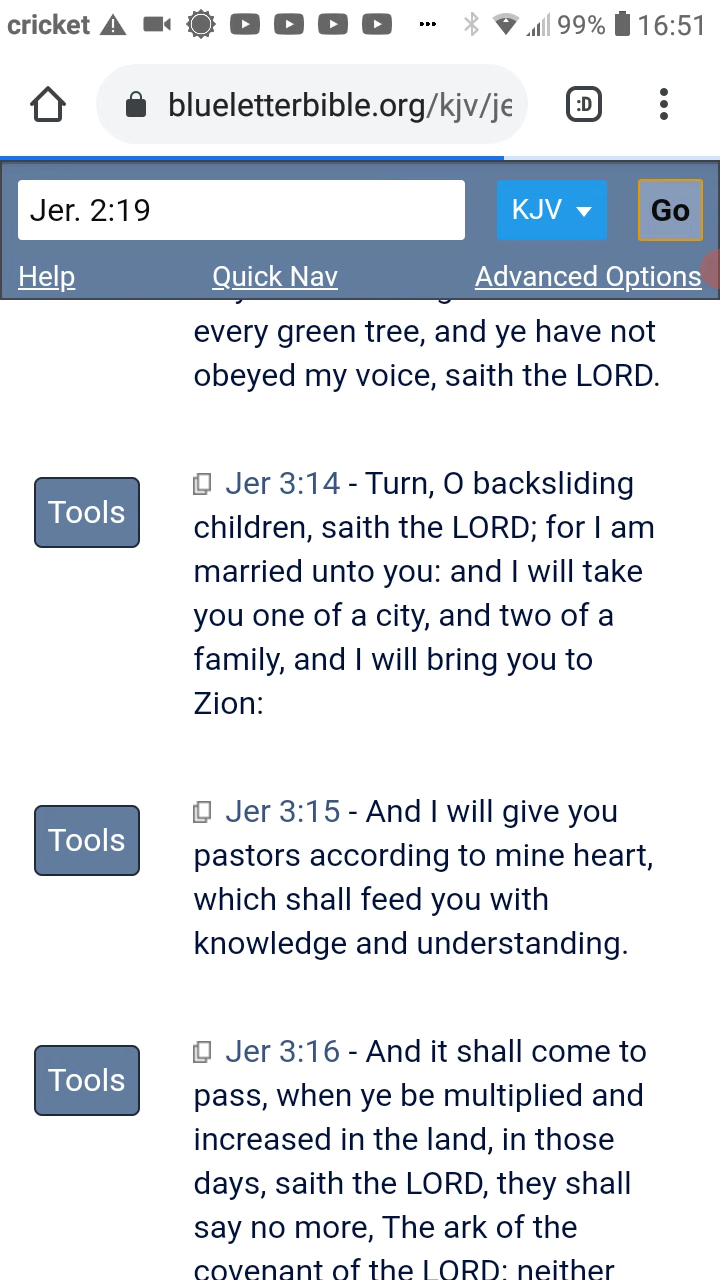 cricket 99% 16:51
blueletterbible.org/kjv/je :D
Jer. 2:19 KJV Go
Help Quick Nav Advanced Options
every green tree, and ye have not
obeyed my voice, saith the LORD.
Tools
Jer 3:14 - Turn, O backsliding
children, saith the LORD; for I am
married unto you: and I will take
you one of a city, and two of a
family, and I will bring you to
Zion:
Tools
Jer 3:15 - And I will give you
pastors according to mine heart,
which shall feed you with
knowledge and understanding.
Tools
Jer 3:16 - And it shall come to
pass, when ye be multiplied and
increased in the land, in those
days, saith the LORD, they shall
say no more, The ark of the
covenant of the LORD: neither